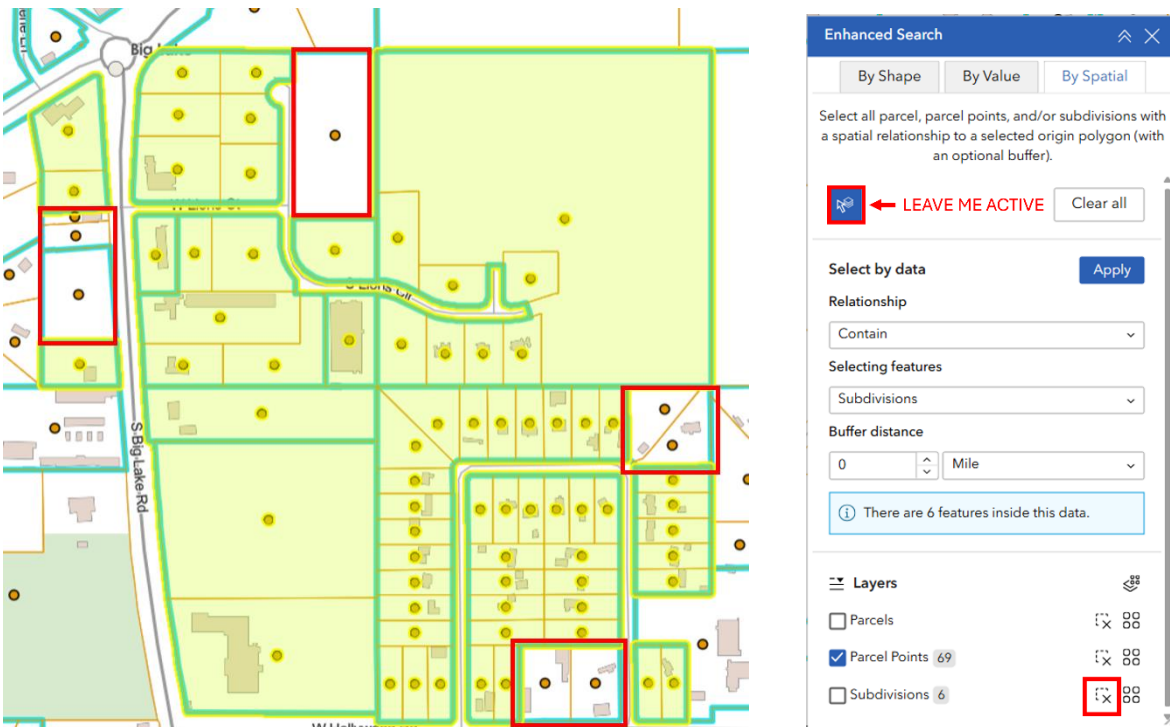 Big Lake
W Lions Ct
S Lions Cir
S Big Lake Rd
Enhanced Search
By Shape
By Value
By Spatial
Select all parcel, parcel points, and/or subdivisions with
a spatial relationship to a selected origin polygon (with
an optional buffer).
LEAVE ME ACTIVE
Clear all
Select by data
Apply
Relationship
Contain
Selecting features
Subdivisions
Buffer distance
0
Mile
There are 6 features inside this data.
Layers
Parcels
Parcel Points 69
Subdivisions 6